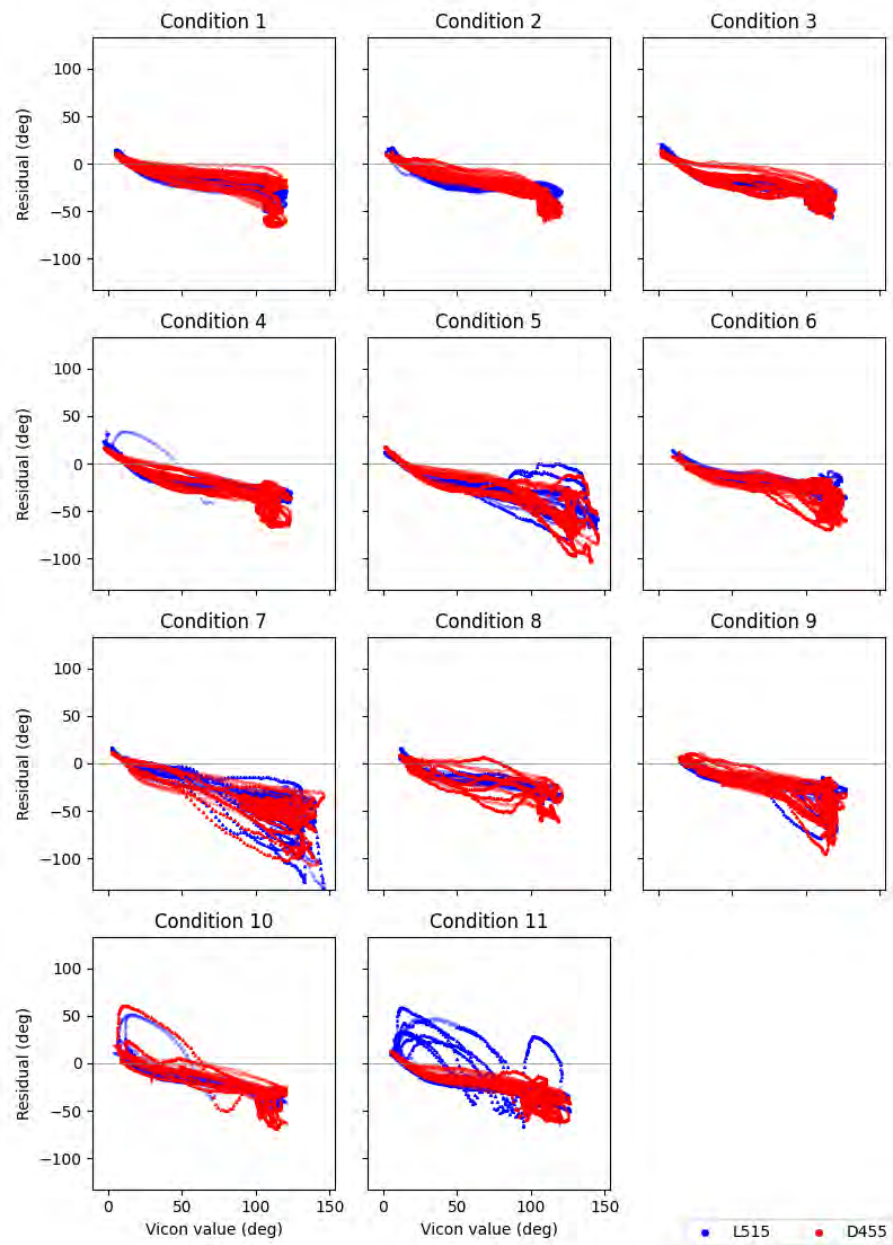 Condition 1 Condition 2 Condition 3
100
50
0
−50
−100
Residual (deg)
Condition 4 Condition 5 Condition 6
100
50
0
−50
−100
Residual (deg)
Condition 7 Condition 8 Condition 9
100
50
0
−50
−100
Residual (deg)
Condition 10 Condition 11
100
50
0
−50
−100
Residual (deg)
0 50 100 150 0 50 100 150
Vicon value (deg) Vicon value (deg)
L515 D455